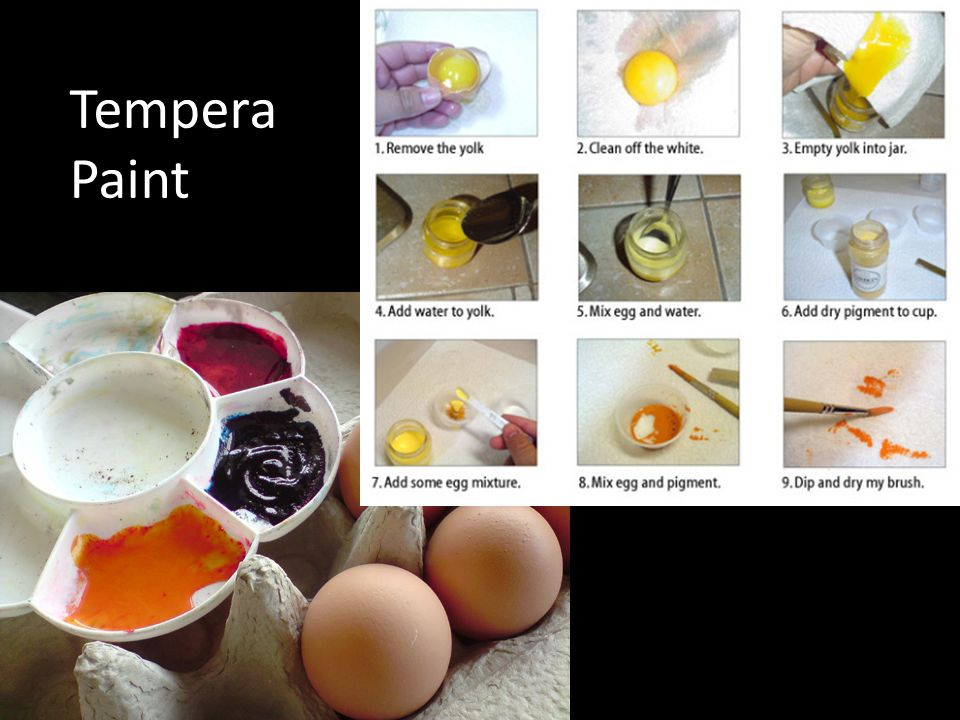 Tempera
Paint
1. Remove the yolk
2. Clean off the white.
3. Empty yolk into jar.
4. Add water to yolk.
5. Mix egg and water.
6. Add dry pigment to cup.
7. Add some egg mixture.
8. Mix egg and pigment.
9. Dip and dry my brush.